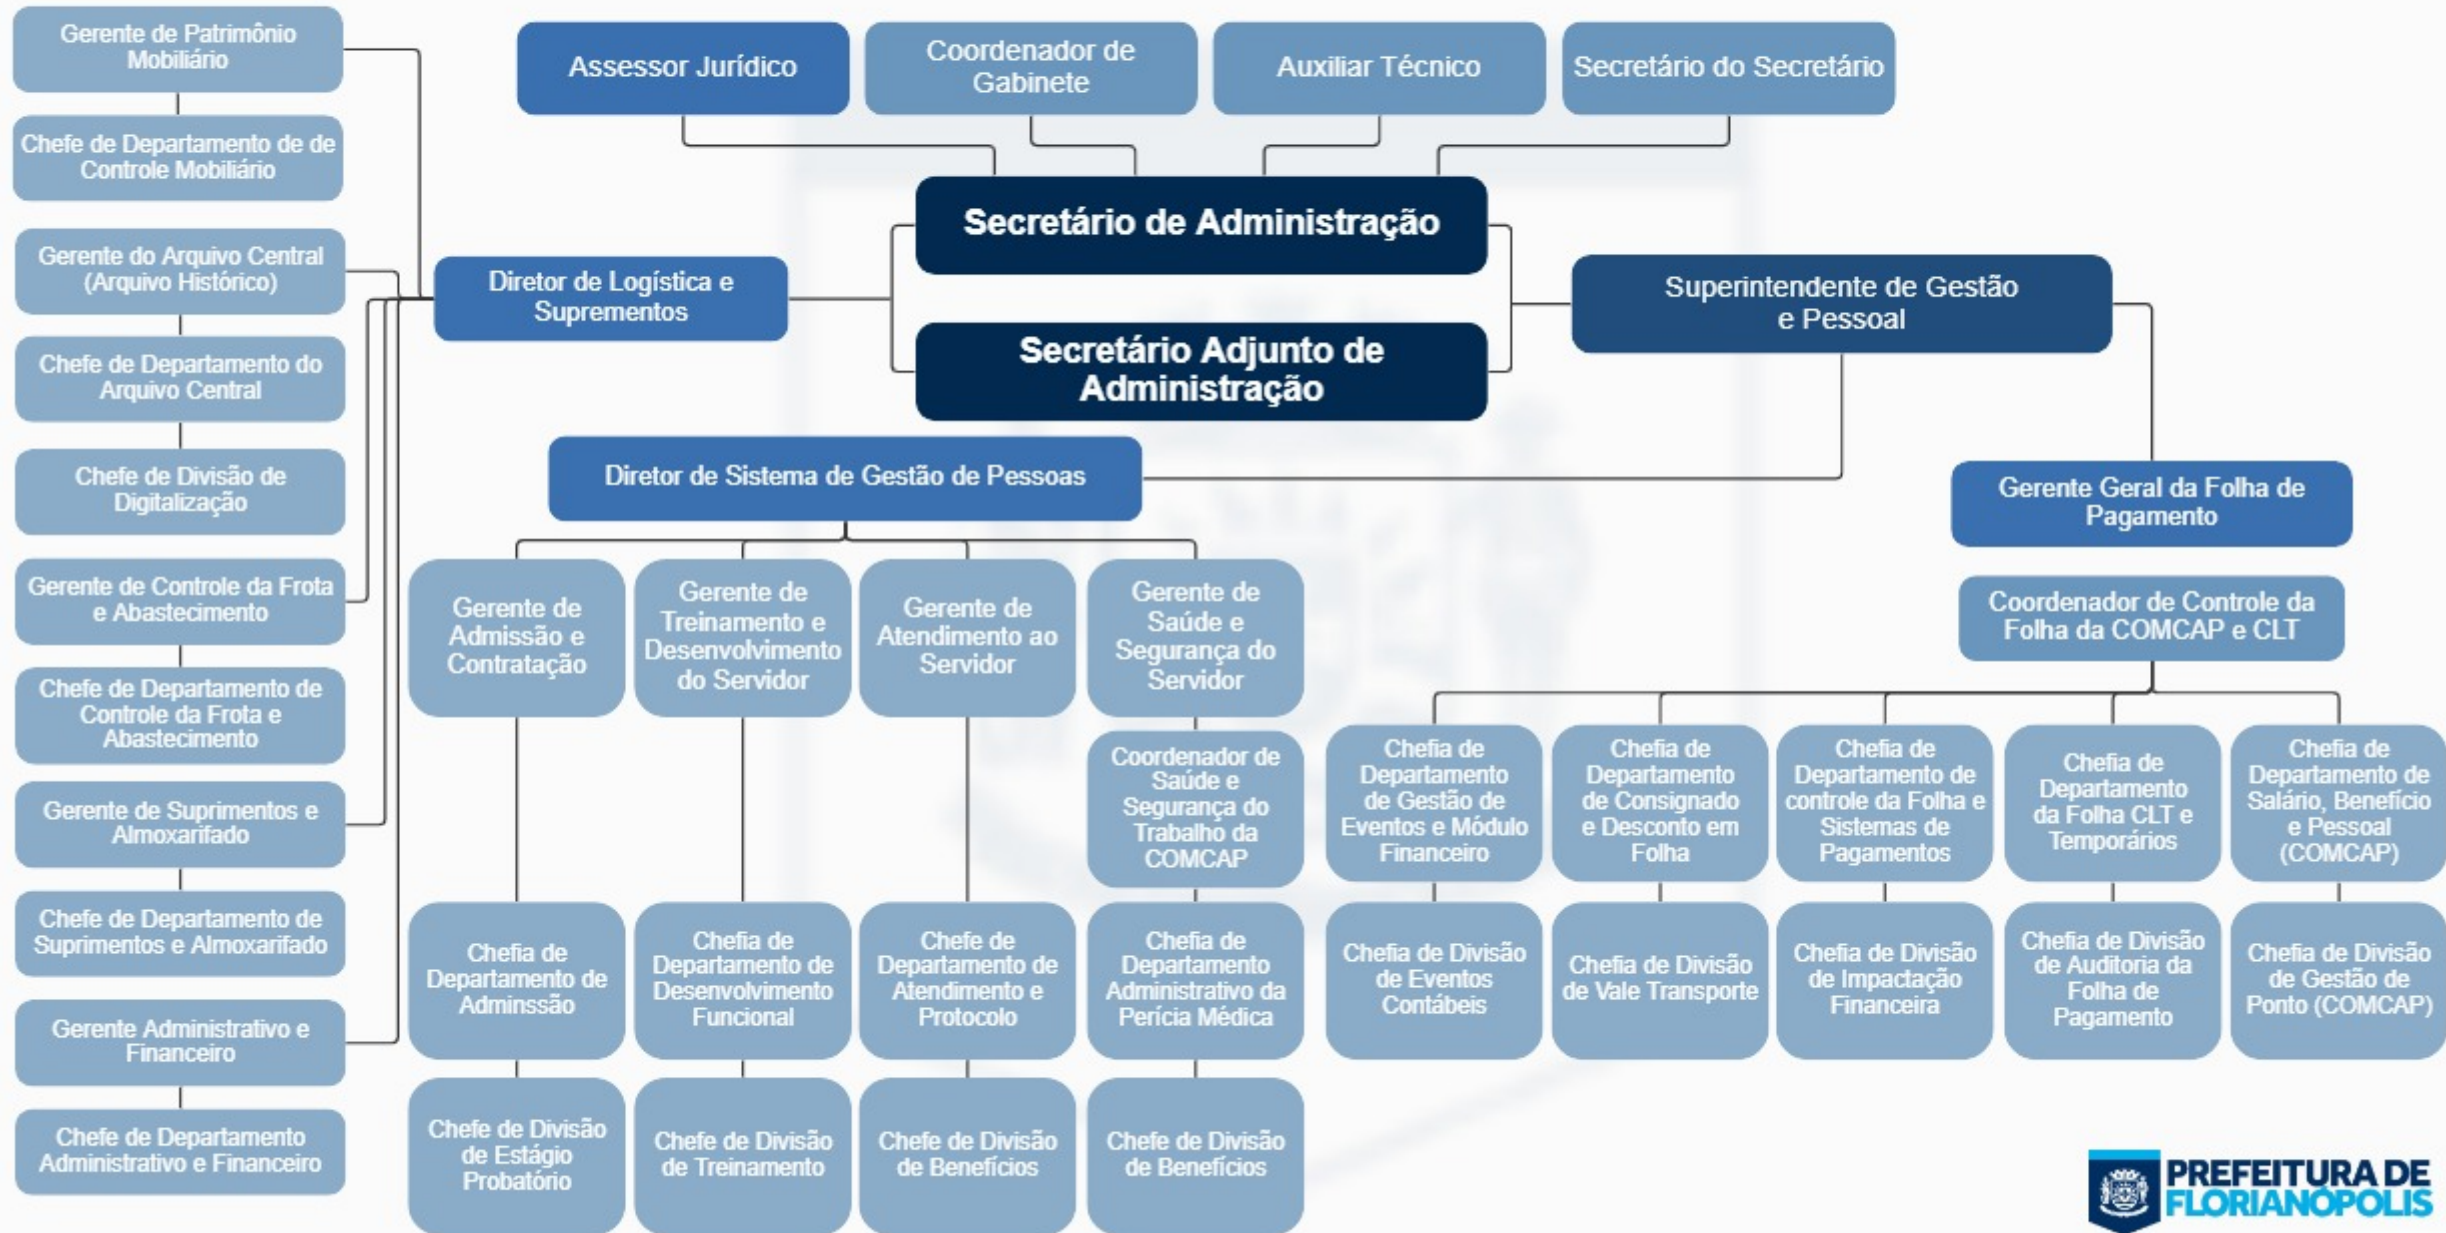 Gerente de Patrimônio
Mobiliário
Chefe de Departamento de de
Controle Mobiliário
Gerente do Arquivo Central
(Arquivo Histórico)
Chefe de Departamento do
Arquivo Central
Chefe de Divisão de
Digitalização
Gerente de Controle da Frota
e Abastecimento
Chefe de Departamento de
Controle da Frota e
Abastecimento
Gerente de Suprimentos e
Almoxarifado
Chefe de Departamento de
Suprimentos e Almoxarifado
Gerente Administrativo e
Financeiro
Chefe de Departamento
Administrativo e Financeiro
Assessor Jurídico
Coordenador de
Gabinete
Auxiliar Técnico
Secretário do Secretário
Secretário de Administração
Diretor de Logística e
Suprementos
Superintendente de Gestão
e Pessoal
Secretário Adjunto de
Administração
Diretor de Sistema de Gestão de Pessoas
Gerente Geral da Folha de
Pagamento
Coordenador de Controle da
Folha da COMCAP e CLT
Gerente de
Admissão e
Contratação
Gerente de
Treinamento e
Desenvolvimento
do Servidor
Gerente de
Atendimento ao
Servidor
Gerente de
Saúde e
Segurança do
Servidor
Coordenador de
Saúde e
Segurança do
Trabalho da
COMCAP
Chefia de
Departamento de
Adminssão
Chefia de
Departamento de
Desenvolvimento
Funcional
Chefe de
Departamento de
Atendimento e
Protocolo
Chefia de
Departamento
Administrativo da
Perícia Médica
Chefe de Divisão
de Estágio
Probatório
Chefe de Divisão
de Treinamento
Chefe de Divisão
de Benefícios
Chefe de Divisão
de Benefícios
Chefia de
Departamento
de Gestão de
Eventos e Módulo
Financeiro
Chefia de
Departamento
de Consignado
e Desconto em
Folha
Chefia de
Departamento de
controle da Folha e
Sistemas de
Pagamentos
Chefia de
Departamento
da Folha CLT e
Temporários
Chefia de
Departamento de
Salário, Benefício
e Pessoal
(COMCAP)
Chefia de Divisão
de Eventos
Contábeis
Chefia de Divisão
de Vale Transporte
Chefia de Divisão
de Impactação
Financeira
Chefia de Divisão
de Auditoria da
Folha de
Pagamento
Chefia de Divisão
de Gestão de
Ponto (COMCAP)
PREFEITURA DE
FLORIANÓPOLIS